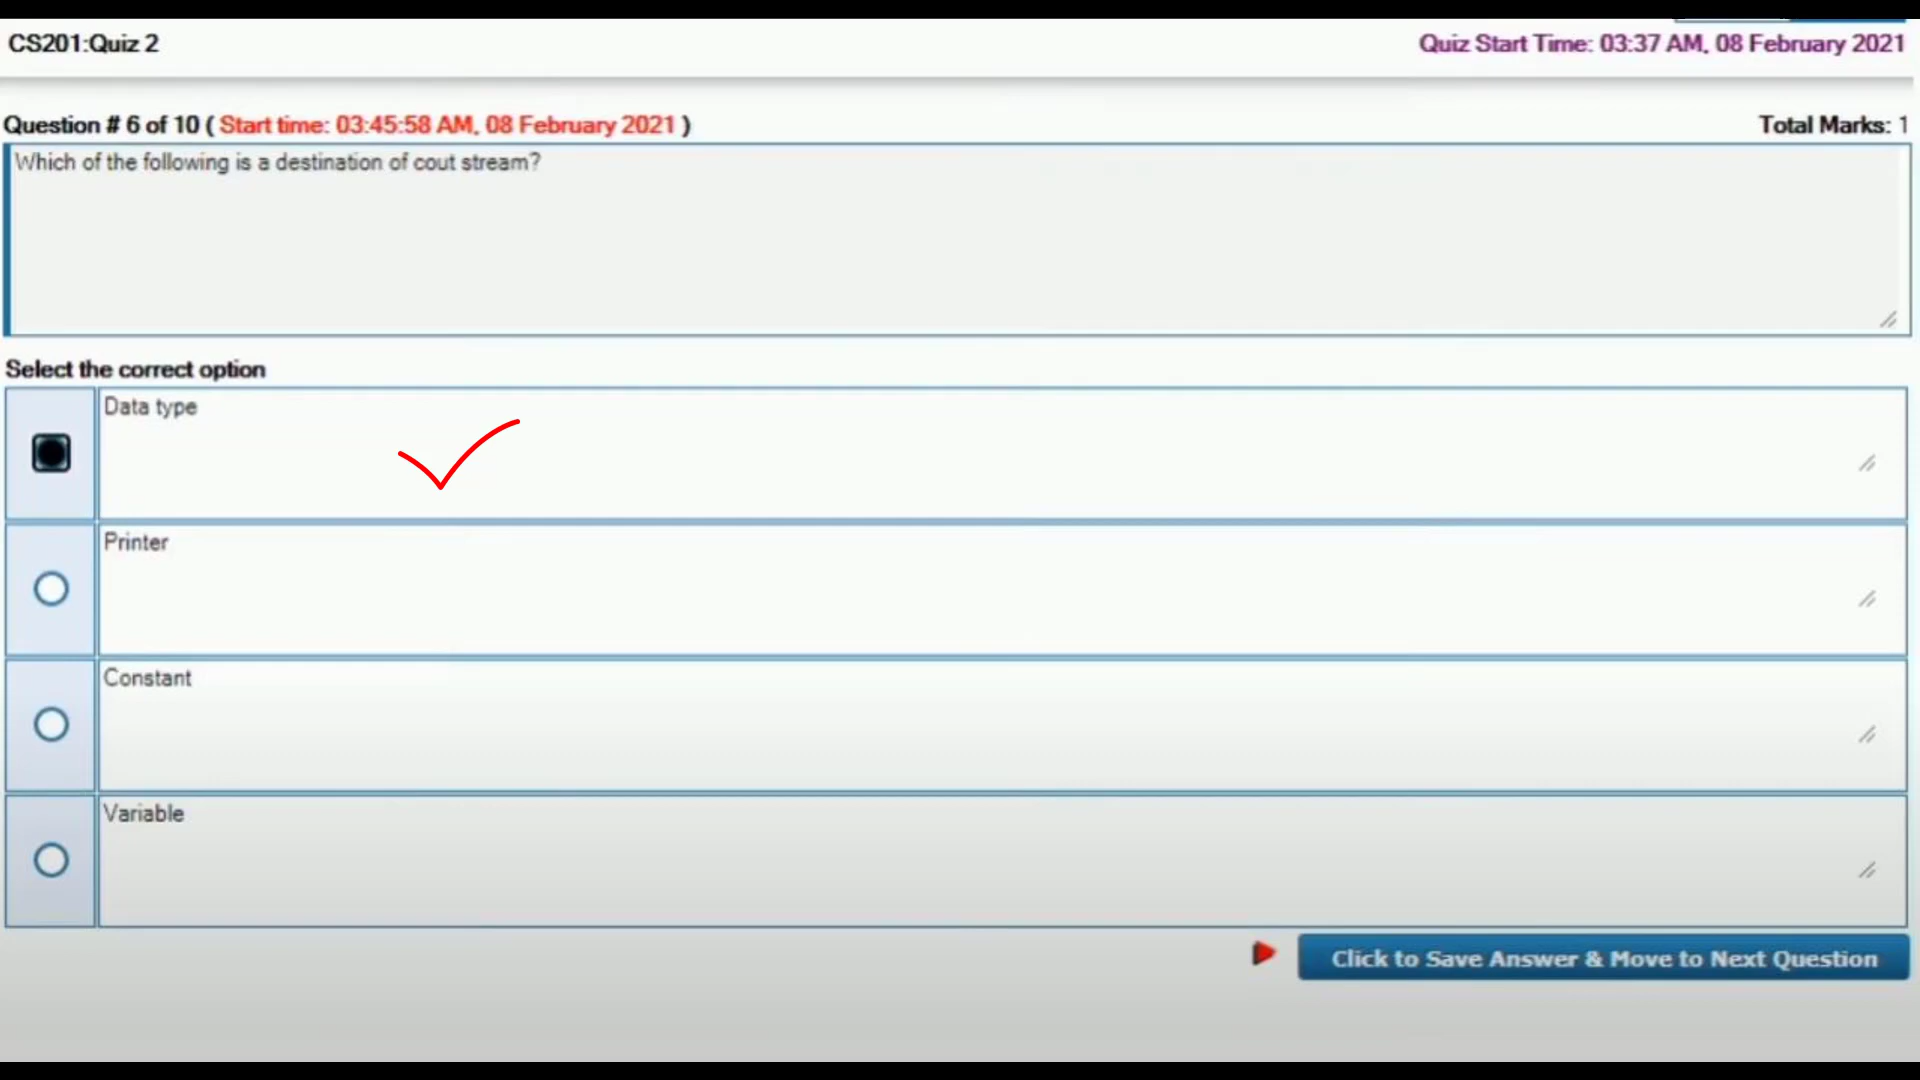 CS201:Quiz 2
Quiz Start Time: 03:37 AM, 08 February 2021
Question # 6 of 10 ( Start time: 03:45:58 AM, 08 February 2021 )
Total Marks: 1
Which of the following is a destination of cout stream?
Select the correct option
Data type
Printer
Constant
Variable
Click to Save Answer & Move to Next Question